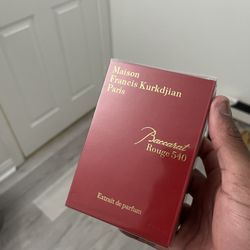 Maison
Francis Kurkdjian
Paris
Baccarat
Rouge 540
Extrait de parfum